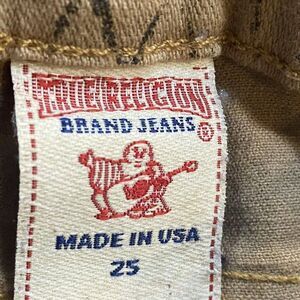 TRUE RELIGION
BRAND JEANS ®
MADE IN USA
25